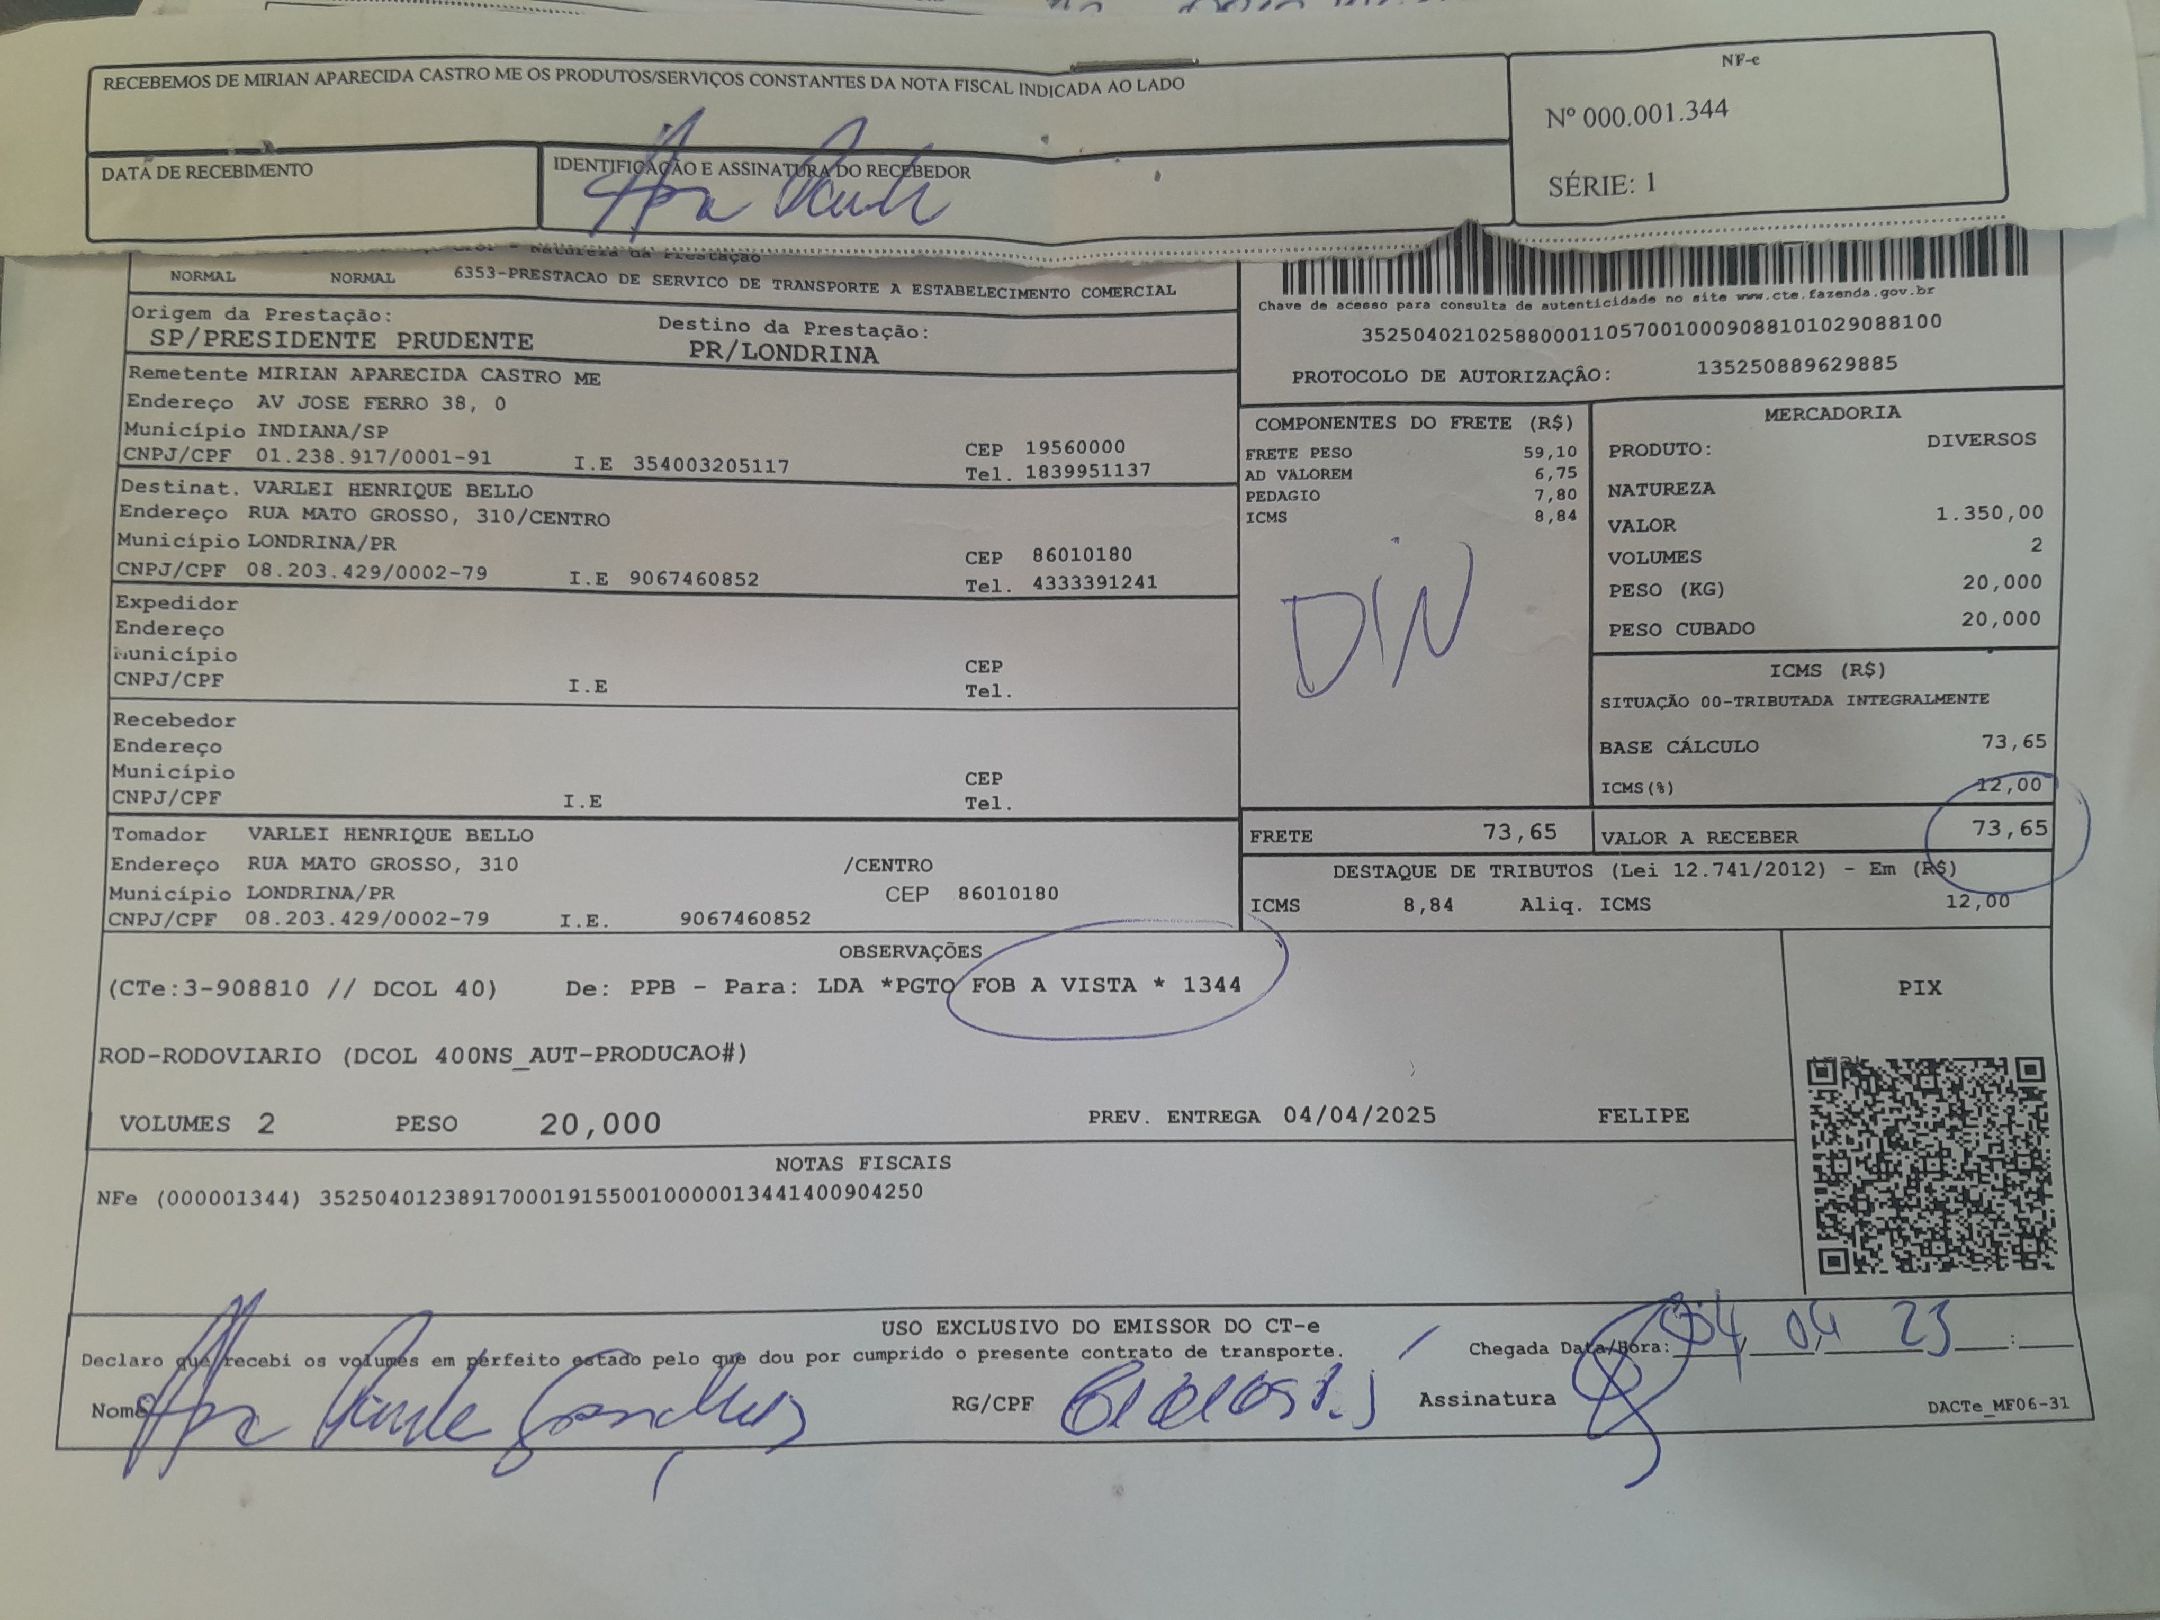 RECEBEMOS DE MIRIAN APARECIDA CASTRO ME OS PRODUTOS/SERVIÇOS CONSTANTES DA NOTA FISCAL INDICADA AO LADO
NF-e
Nº 000.001.344
SÉRIE: 1
DATA DE RECEBIMENTO
IDENTIFICAÇÃO E ASSINATURA DO RECEBEDOR
Natureza da Prestação
NORMAL NORMAL 6353-PRESTACAO DE SERVICO DE TRANSPORTE A ESTABELECIMENTO COMERCIAL
Chave de acesso para consulta de autenticidade no site www.cte.fazenda.gov.br
35250402102588000110570010009088101029088100
PROTOCOLO DE AUTORIZAÇÃO: 135250889629885
Origem da Prestação: Destino da Prestação:
SP/PRESIDENTE PRUDENTE PR/LONDRINA
Remetente MIRIAN APARECIDA CASTRO ME
Endereço AV JOSE FERRO 38, 0
Município INDIANA/SP CEP 19560000
CNPJ/CPF 01.238.917/0001-91 I.E 354003205117 Tel. 1839951137
Destinat. VARLEI HENRIQUE BELLO
Endereço RUA MATO GROSSO, 310/CENTRO
Município LONDRINA/PR CEP 86010180
CNPJ/CPF 08.203.429/0002-79 I.E 9067460852 Tel. 4333391241
Expedidor
Endereço
Município CEP
CNPJ/CPF I.E Tel.
Recebedor
Endereço
Município CEP
CNPJ/CPF I.E Tel.
Tomador VARLEI HENRIQUE BELLO
Endereço RUA MATO GROSSO, 310 /CENTRO
Município LONDRINA/PR CEP 86010180
CNPJ/CPF 08.203.429/0002-79 I.E. 9067460852
COMPONENTES DO FRETE (R$)
FRETE PESO 59,10
AD VALOREM 6,75
PEDAGIO 7,80
ICMS 8,84
DIN
MERCADORIA
PRODUTO: DIVERSOS
NATUREZA
VALOR 1.350,00
VOLUMES 2
PESO (KG) 20,000
PESO CUBADO 20,000
ICMS (R$)
SITUAÇÃO 00-TRIBUTADA INTEGRALMENTE
BASE CÁLCULO 73,65
ICMS(%) 12,00
FRETE 73,65 VALOR A RECEBER 73,65
DESTAQUE DE TRIBUTOS (Lei 12.741/2012) - Em (R$)
ICMS 8,84 Aliq. ICMS 12,00
OBSERVAÇÕES
(CTe:3-908810 // DCOL 40) De: PPB - Para: LDA *PGTO FOB A VISTA * 1344
ROD-RODOVIARIO (DCOL 400NS_AUT-PRODUCAO#)
PIX
VOLUMES 2 PESO 20,000 PREV. ENTREGA 04/04/2025 FELIPE
NOTAS FISCAIS
NFe (000001344) 35250401238917000191550010000013441400904250
USO EXCLUSIVO DO EMISSOR DO CT-e
Declaro que recebi os volumes em perfeito estado pelo que dou por cumprido o presente contrato de transporte.
Chegada Data/Hora: 04 04 25 :
Nome RG/CPF Assinatura
DACTe_MF06-31